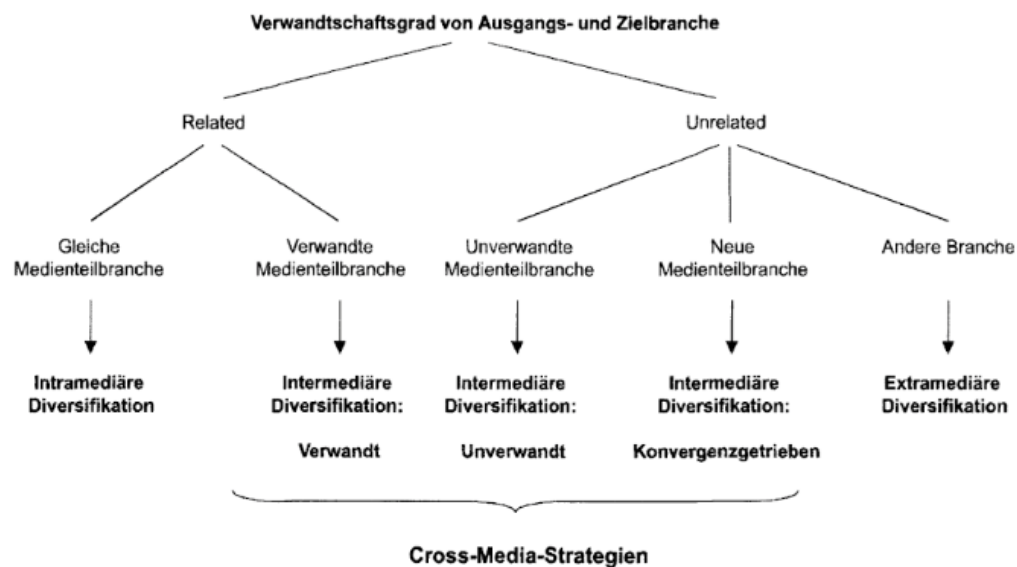 Verwandtschaftsgrad von Ausgangs- und Zielbranche
Related
Unrelated
Gleiche
Medienteilbranche
Verwandte
Medienteilbranche
Unverwandte
Medienteilbranche
Neue
Medienteilbranche
Andere Branche
Intramediäre
Diversifikation
Intermediäre
Diversifikation:
Verwandt
Intermediäre
Diversifikation:
Unverwandt
Intermediäre
Diversifikation:
Konvergenzgetrieben
Extramediäre
Diversifikation
Cross-Media-Strategien